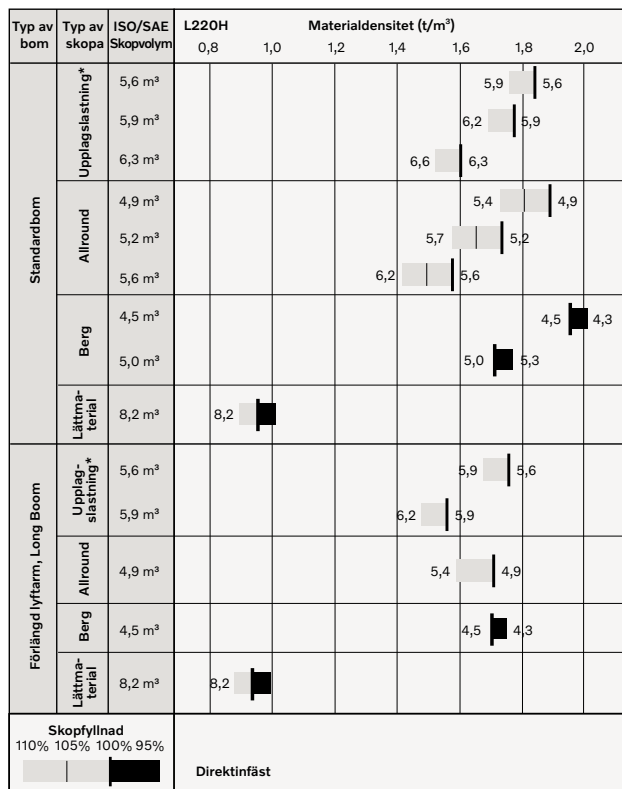 Typ av bom Typ av skopa ISO/SAE Skopvolym L220H Materialdensitet (t/m³)
0,8 1,0 1,4 1,6 1,8 2,0
Standardbom
Upplagslastning*
5,6 m³ 5,9 5,6
5,9 m³ 6,2 5,9
6,3 m³ 6,6 6,3
Allround
4,9 m³ 5,4 4,9
5,2 m³ 5,7 5,2
5,6 m³ 6,2 5,6
Berg
4,5 m³ 4,5 4,3
5,0 m³ 5,0 5,3
Lättma-
terial
8,2 m³ 8,2
Förlängd lyftarm, Long Boom
Upplag-
slastning*
5,6 m³ 5,9 5,6
5,9 m³ 6,2 5,9
Allround
4,9 m³ 5,4 4,9
Berg
4,5 m³ 4,5 4,3
Lättma-
terial
8,2 m³ 8,2
Skopfyllnad
110% 105% 100% 95%
Direktinfäst